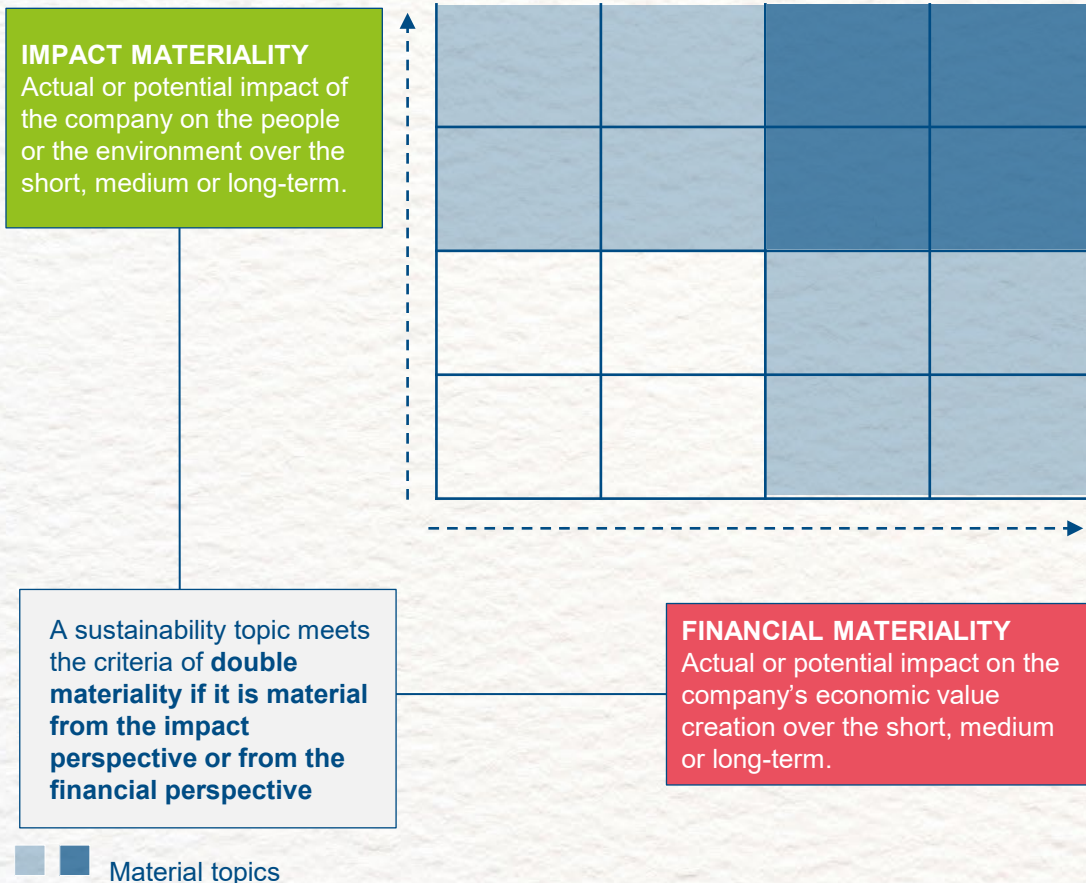 IMPACT MATERIALITY
Actual or potential impact of
the company on the people
or the environment over the
short, medium or long-term.
A sustainability topic meets
the criteria of double
materiality if it is material
from the impact
perspective or from the
financial perspective
FINANCIAL MATERIALITY
Actual or potential impact on the
company’s economic value
creation over the short, medium
or long-term.
Material topics